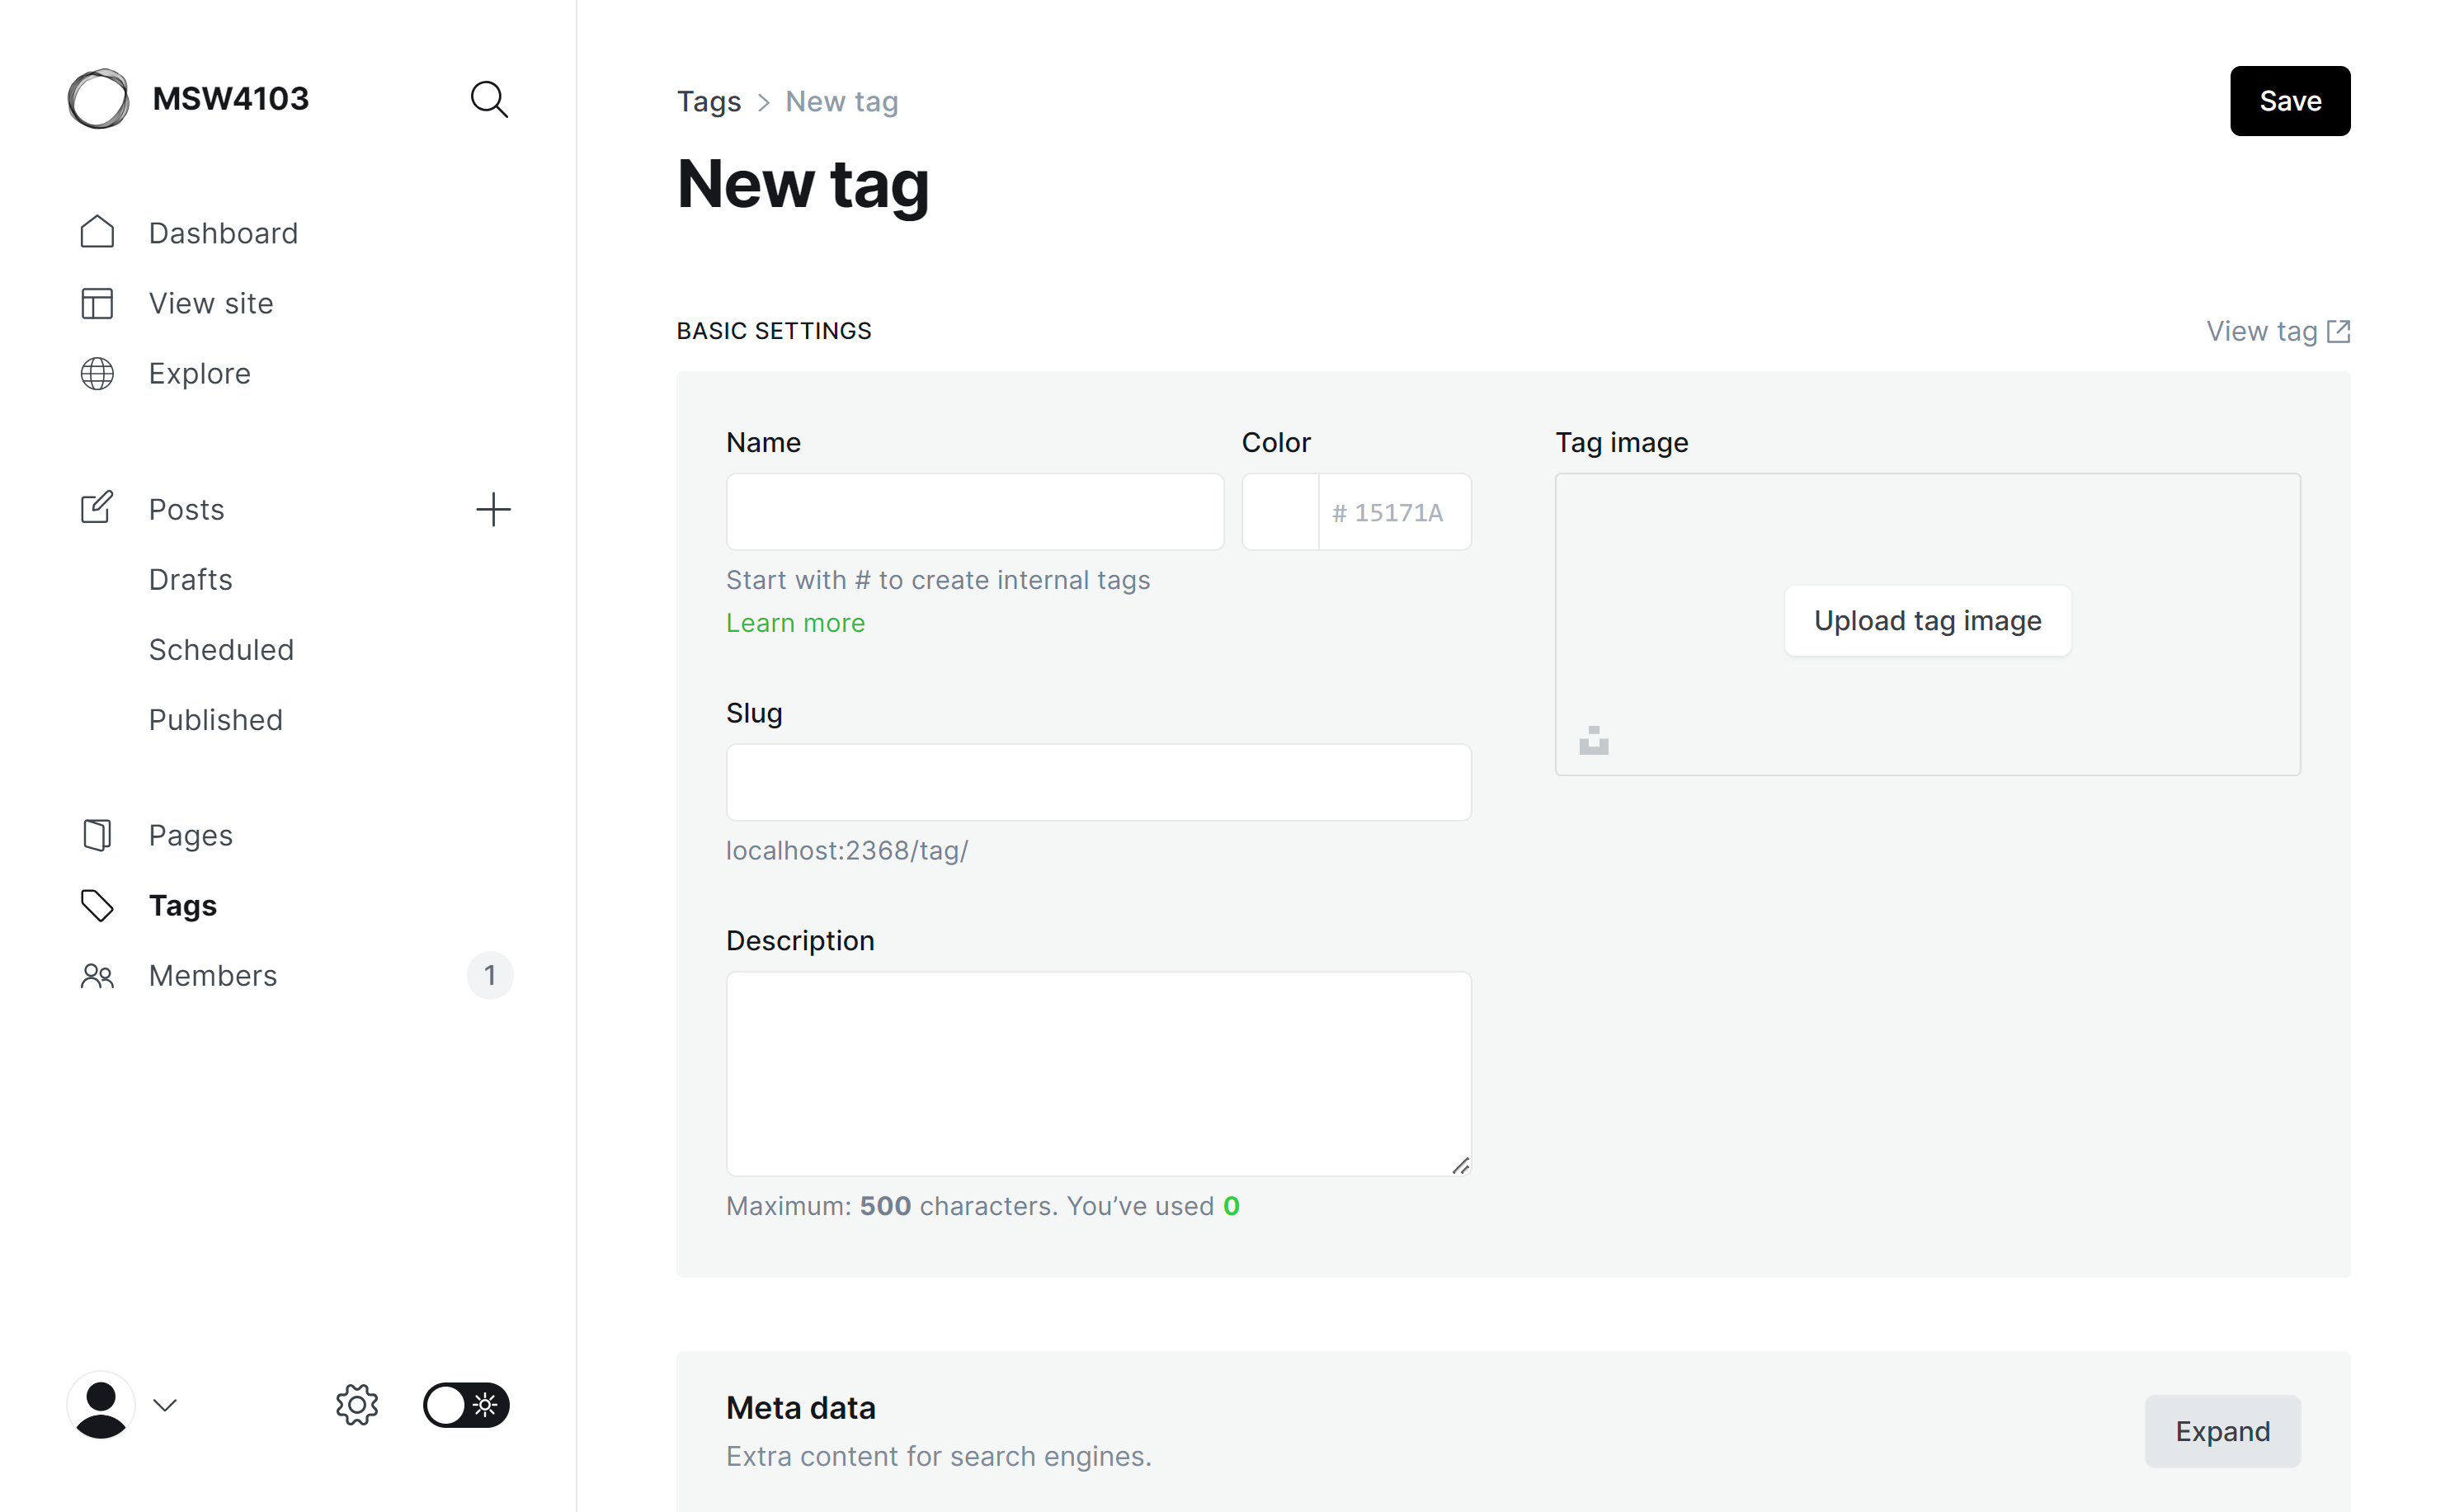 MSW4103
Dashboard
View site
Explore
Posts
Drafts
Scheduled
Published
Pages
Tags
Members 1
Tags > New tag
Save
New tag
BASIC SETTINGS
View tag
Name
Color
# 15171A
Start with # to create internal tags
Learn more
Slug
localhost:2368/tag/
Description
Maximum: 500 characters. You’ve used 0
Tag image
Upload tag image
Meta data
Extra content for search engines.
Expand